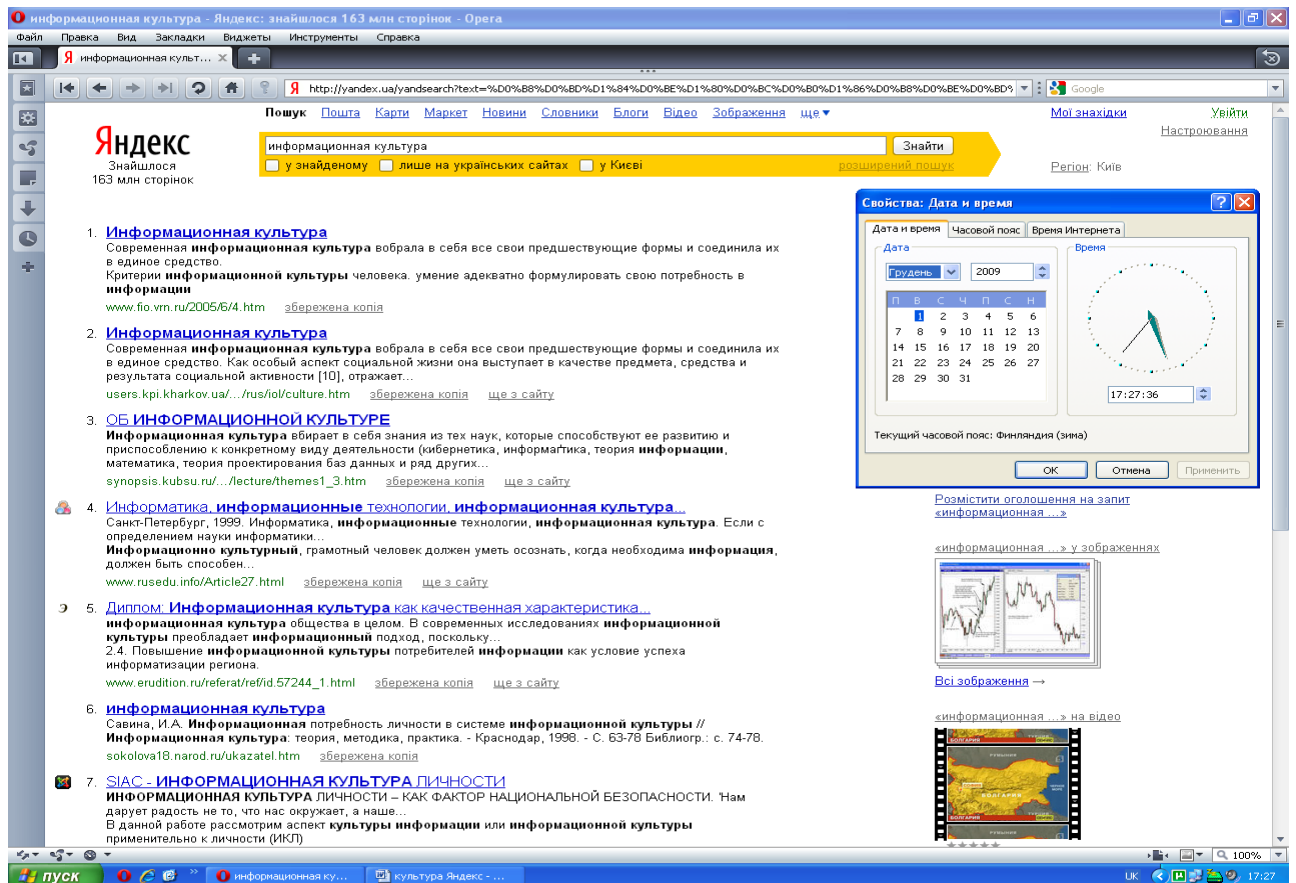 информационная культура - Яндекс: знайшлося 163 млн сторінок - Opera
Файл Правка Вид Закладки Виджеты Инструменты Справка
Я информационная культ...
http://yandex.ua/yandsearch?text=%D0%B8%D0%BD%D1%84%D0%BE%D1%80%D0%BC%D0%B0%D1%86%D0%B8%D0%BE%D0%BD% Google
Пошук Пошта Карти Маркет Новини Словники Блоги Відео Зображення ще Мої знахідки Увійти
Настроювання
Яндекс
информационная культура Знайти
Знайшлося
163 млн сторінок
у знайденому лише на українських сайтах у Києві розширений пошук
Регіон: Київ
1. Информационная культура
Современная информационная культура вобрала в себя все свои предшествующие формы и соединила их
в единое средство.
Критерии информационной культуры человека. умение адекватно формулировать свою потребность в
информации
www.fio.vrn.ru/2005/6/4.htm збережена копія
2. Информационная культура
Современная информационная культура вобрала в себя все свои предшествующие формы и соединила их
в единое средство. Как особый аспект социальной жизни она выступает в качестве предмета, средства и
результата социальной активности [10], отражает...
users.kpi.kharkov.ua/.../rus/iol/culture.htm збережена копія ще з сайту
3. ОБ ИНФОРМАЦИОННОЙ КУЛЬТУРЕ
Информационная культура вбирает в себя знания из тех наук, которые способствуют ее развитию и
приспособлению к конкретному виду деятельности (кибернетика, информаґтика, теория информации,
математика, теория проектирования баз данных и ряд других...
synopsis.kubsu.ru/.../lecture/themes1_3.htm збережена копія ще з сайту
4. Информатика, информационные технологии, информационная культура...
Санкт-Петербург, 1999. Информатика, информационные технологии, информационная культура. Если с
определением науки информатики...
Информационно культурный, грамотный человек должен уметь осознать, когда необходима информация,
должен быть способен...
www.rusedu.info/Article27.html збережена копія ще з сайту
5. Диплом: Информационная культура как качественная характеристика...
информационная культура общества в целом. В современных исследованиях информационной
культуры преобладает информационный подход, поскольку...
2.4. Повышение информационной культуры потребителей информации как условие успеха
информатизации региона.
www.erudition.ru/referat/ref/id.57244_1.html збережена копія ще з сайту
6. информационная культура
Савина, И.А. Информационная потребность личности в системе информационной культуры //
Информационная культура: теория, методика, практика. - Краснодар, 1998. - С. 63-78 Библиогр.: с. 74-78.
sokolova18.narod.ru/ukazatel.htm збережена копія
7. SIAC - ИНФОРМАЦИОННАЯ КУЛЬТУРА ЛИЧНОСТИ
ИНФОРМАЦИОННАЯ КУЛЬТУРА ЛИЧНОСТИ – КАК ФАКТОР НАЦИОНАЛЬНОЙ БЕЗОПАСНОСТИ. "Нам
дарует радость не то, что нас окружает, а наше...
В данной работе рассмотрим аспект культуры информации или информационной культуры
применительно к личности (ИКЛ)
Свойства: Дата и время
Дата и время Часовой пояс Время Интернета
Дата Время
Грудень 2009
П В С Ч П С Н
1 2 3 4 5 6
7 8 9 10 11 12 13
14 15 16 17 18 19 20
21 22 23 24 25 26 27
28 29 30 31
17:27:36
Текущий часовой пояс: Финляндия (зима)
ОК Отмена Применить
Розмістити оголошення на запит
«информационная ...»
«информационная ...» у зображеннях
Всі зображення →
«информационная ...» на відео
РУМЫНИЯ
БОЛГАРИЯ
100%
пуск информационная ку... культура Яндекс - ... UK 17:27